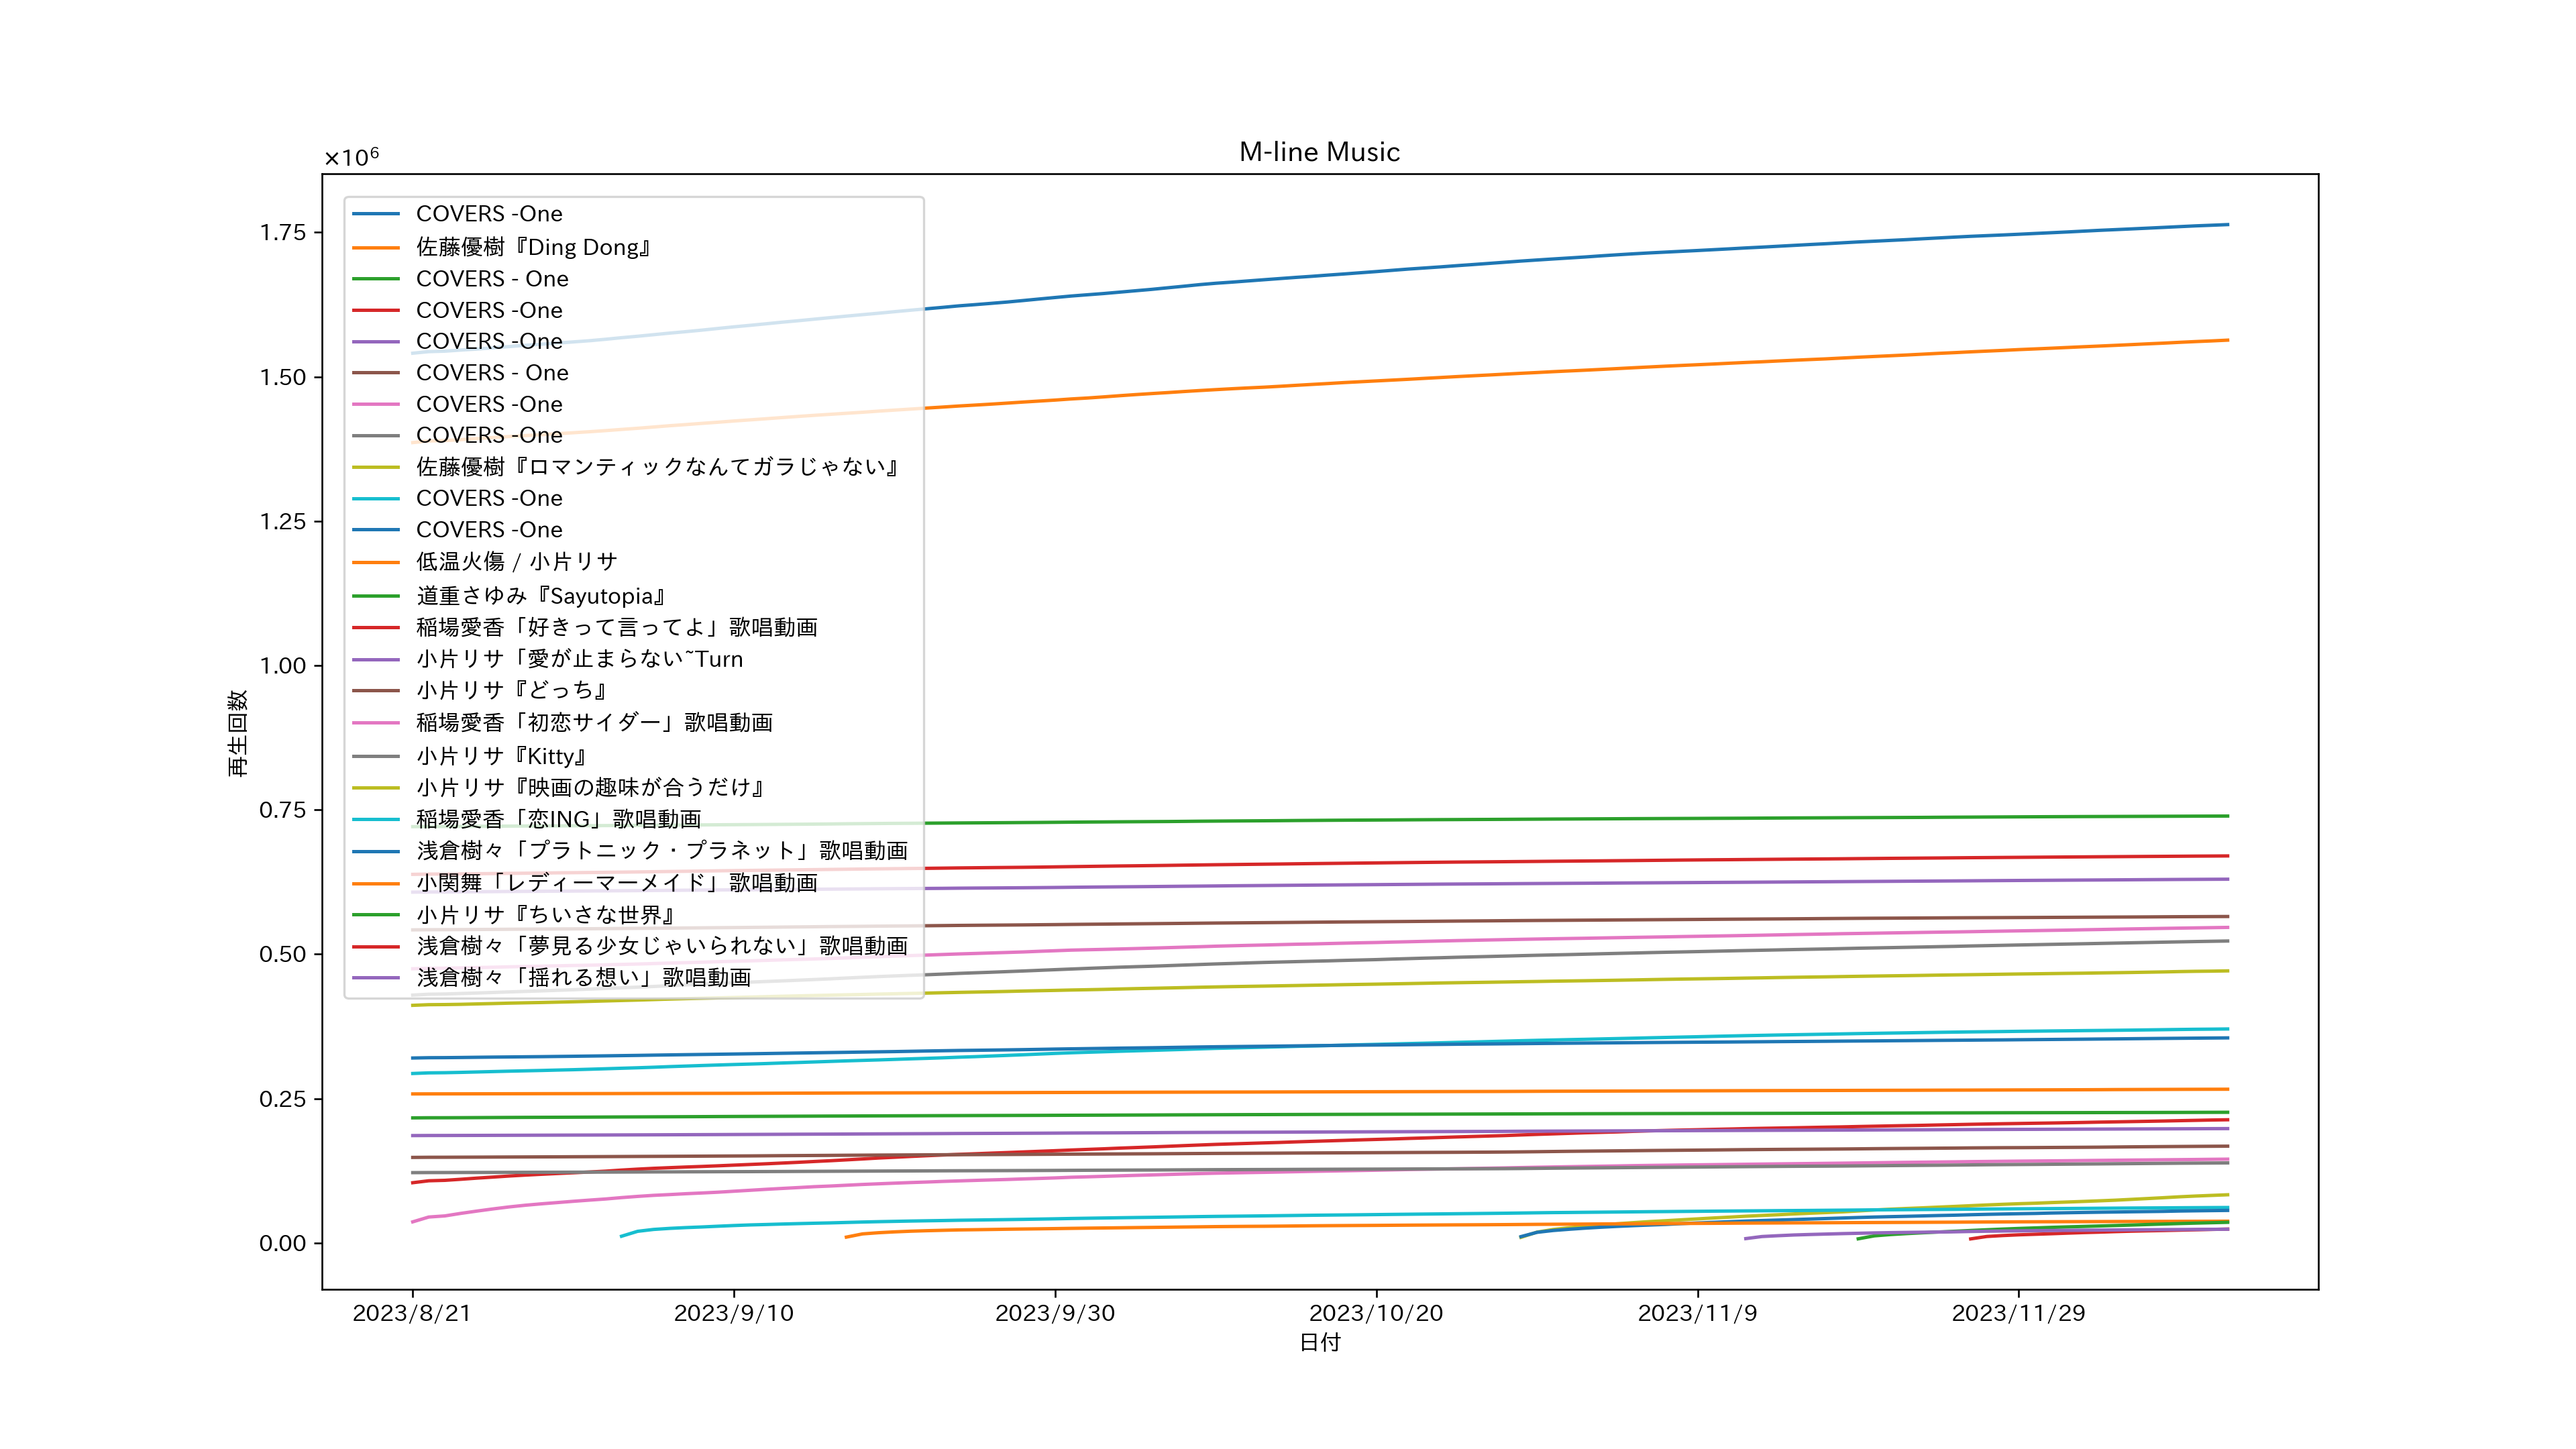 M-line Music
×10⁶
1.75
1.50
1.25
1.00
0.75
0.50
0.25
0.00
再生回数
COVERS -One
佐藤優樹『Ding Dong』
COVERS - One
COVERS -One
COVERS -One
COVERS - One
COVERS -One
COVERS -One
佐藤優樹『ロマンティックなんてガラじゃない』
COVERS -One
COVERS -One
低温火傷 / 小片リサ
道重さゆみ『Sayutopia』
稲場愛香「好きって言ってよ」歌唱動画
小片リサ「愛が止まらない~Turn
小片リサ『どっち』
稲場愛香「初恋サイダー」歌唱動画
小片リサ『Kitty』
小片リサ『映画の趣味が合うだけ』
稲場愛香「恋ING」歌唱動画
浅倉樹々「プラトニック・プラネット」歌唱動画
小関舞「レディーマーメイド」歌唱動画
小片リサ『ちいさな世界』
浅倉樹々「夢見る少女じゃいられない」歌唱動画
浅倉樹々「揺れる想い」歌唱動画
2023/8/21 2023/9/10 2023/9/30 2023/10/20 2023/11/9 2023/11/29
日付